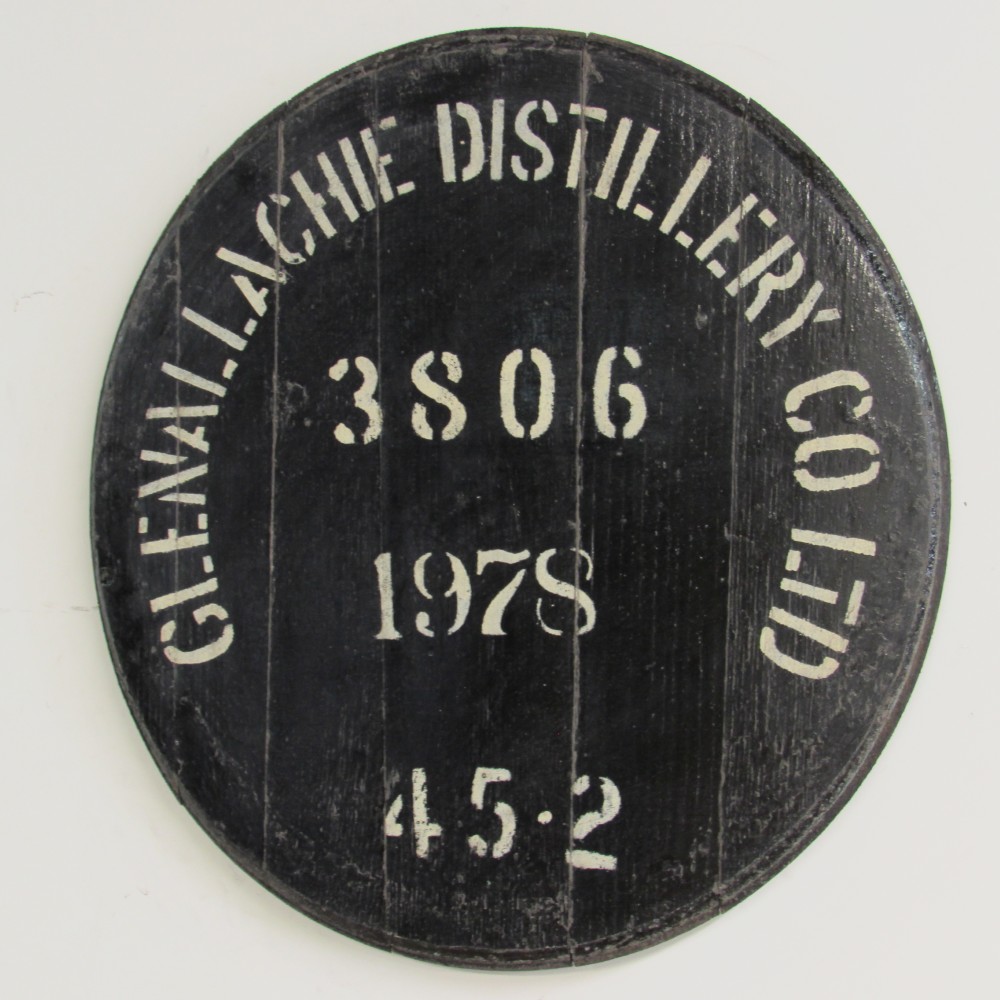 GLENALLACHIE DISTILLERY CO LTD
3806
1978
45·2